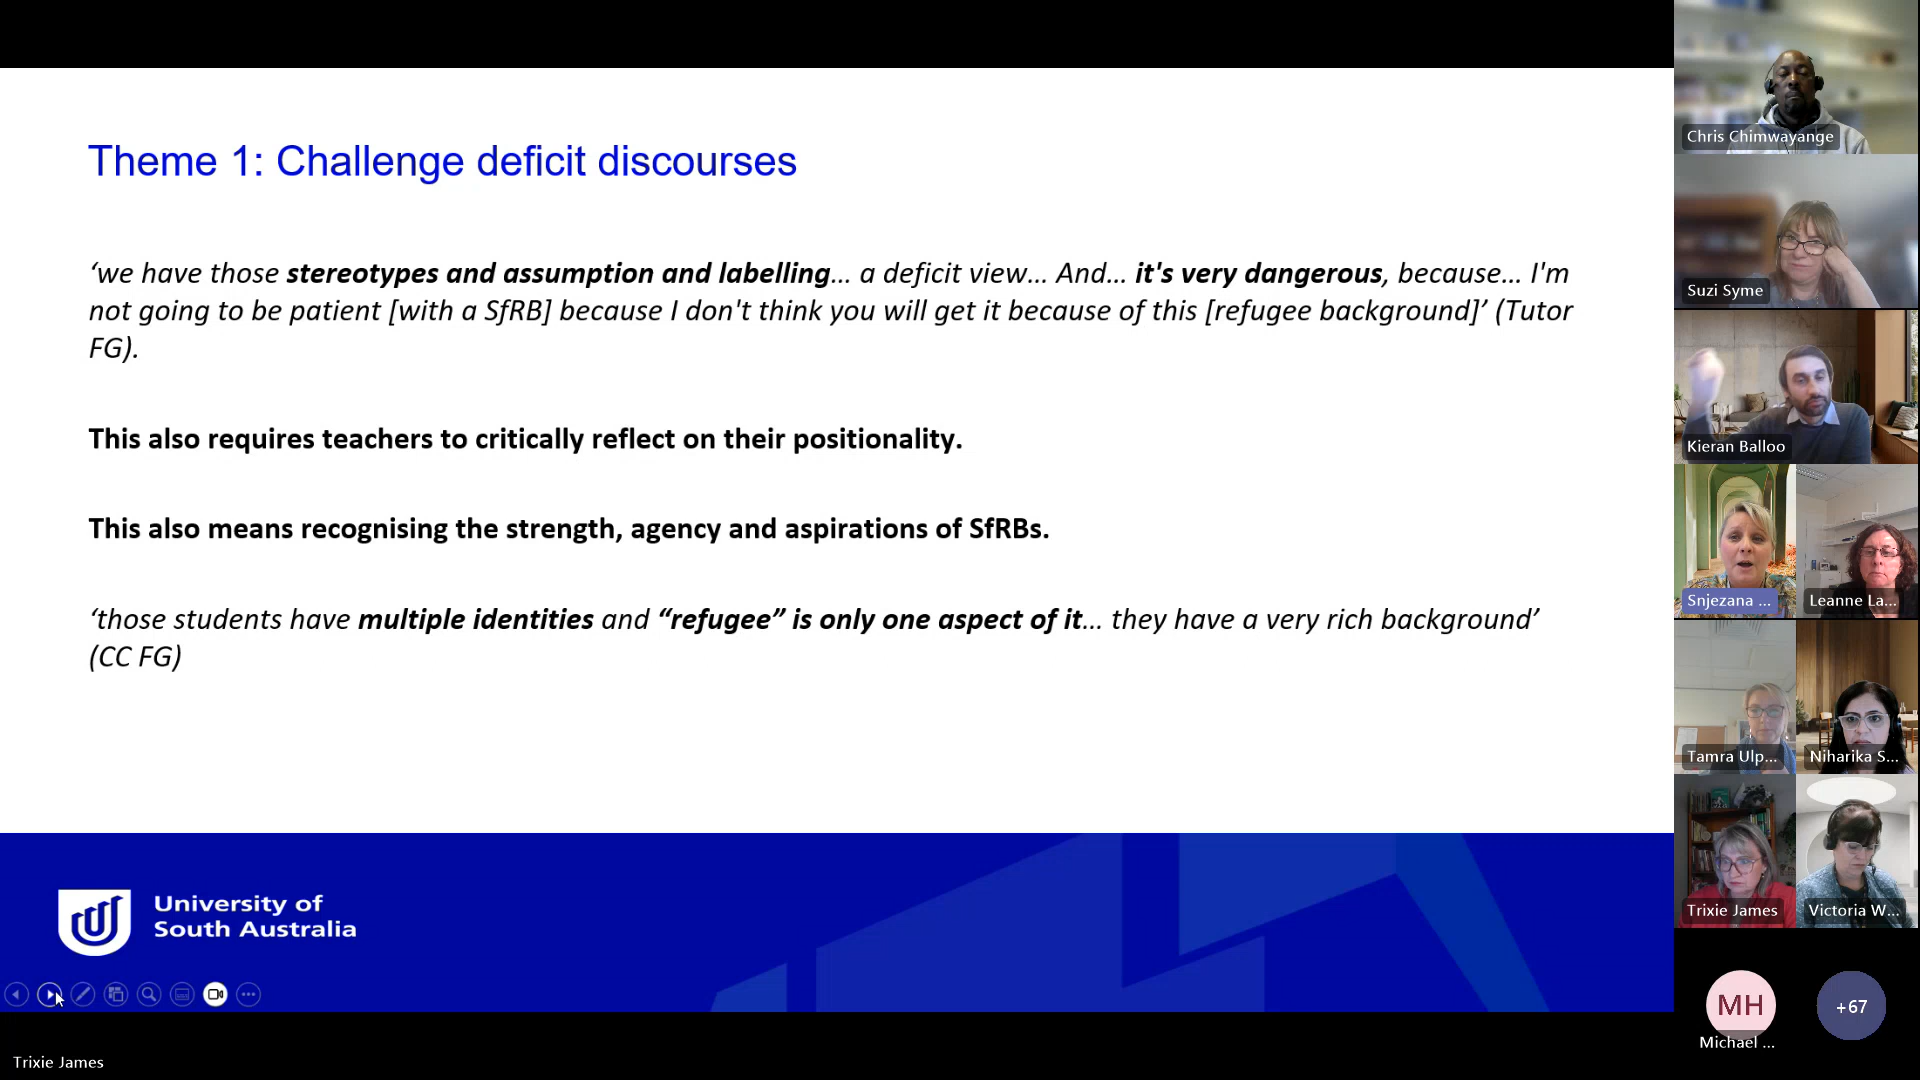 Theme 1: Challenge deficit discourses
‘we have those stereotypes and assumption and labelling... a deficit view... And... it's very dangerous, because... I'm
not going to be patient [with a SfRB] because I don't think you will get it because of this [refugee background]’ (Tutor
FG).
This also requires teachers to critically reflect on their positionality.
This also means recognising the strength, agency and aspirations of SfRBs.
‘those students have multiple identities and “refugee” is only one aspect of it... they have a very rich background’
(CC FG)
University of
South Australia
Trixie James
Chris Chimwayange
Suzi Syme
Kieran Balloo
Snjezana ...
Leanne La...
Tamra Ulp...
Niharika S...
Trixie James
Victoria W...
MH
Michael ...
+67